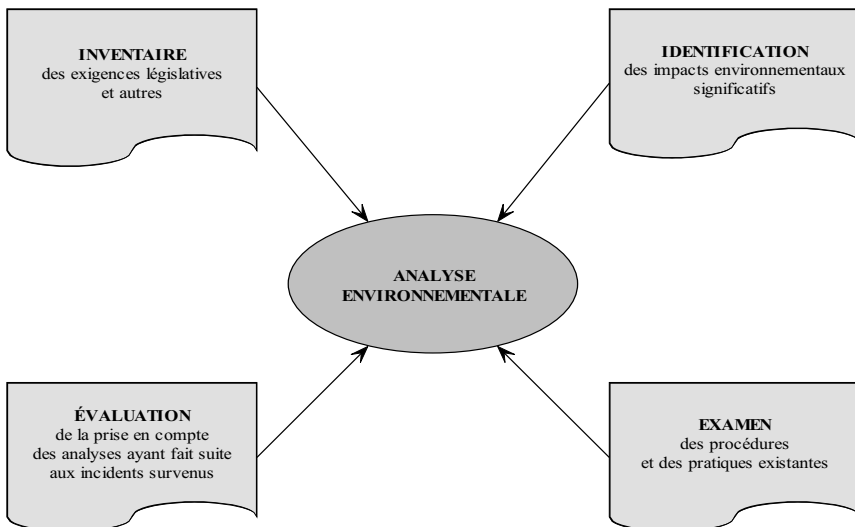 INVENTAIRE
des exigences législatives
et autres
IDENTIFICATION
des impacts environnementaux
significatifs
ANALYSE
ENVIRONNEMENTALE
ÉVALUATION
de la prise en compte
des analyses ayant fait suite
aux incidents survenus
EXAMEN
des procédures
et des pratiques existantes